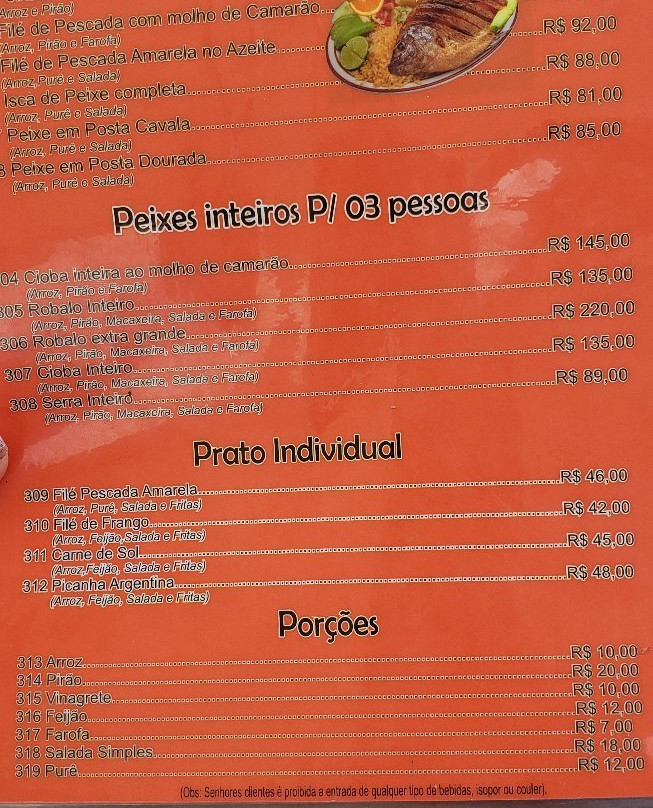 Arroz e Pirão)
Filé de Pescada com molho de Camarão...
(Arroz, Pirão e Farofa)
Filé de Pescada Amarela no Azeite... R$ 92,00
(Arroz,Purê e Salada)
Isca de Peixe completa... R$ 88,00
(Arroz, Purê e Salada)
Peixe em Posta Cavala... R$ 81,00
(Arroz, Purê e Salada)
8 Peixe em Posta Dourada... R$ 85,00
(Arroz, Purê e Salada)
Peixes inteiros P/ 03 pessoas
04 Cioba inteira ao molho de camarão... R$ 145,00
(Arroz, Pirão e Farofa)
305 Robalo Inteiro... R$ 135,00
(Arroz, Pirão, Macaxeira, Salada e Farofa)
306 Robalo extra grande... R$ 220,00
(Arroz, Pirão, Macaxeira, Salada e Farofa)
307 Cioba Inteiro... R$ 135,00
(Arroz, Pirão, Macaxeira, Salada e Farofa)
308 Serra Inteiro... R$ 89,00
(Arroz, Pirão, Macaxeira, Salada e Farofa)
Prato Individual
309 Filé Pescada Amarela... R$ 46,00
(Arroz, Purê, Salada e Fritas)
310 Filé de Frango... R$ 42,00
(Arroz, Feijão,Salada e Fritas)
311 Carne de Sol... R$ 45,00
(Arroz,Feijão, Salada e Fritas)
312 Picanha Argentina... R$ 48,00
(Arroz, Feijão, Salada e Fritas)
Porções
313 Arroz... R$ 10,00
314 Pirão... R$ 20,00
315 Vinagrete... R$ 10,00
316 Feijão... R$ 12,00
317 Farofa... R$ 7,00
318 Salada Simples... R$ 18,00
319 Purê... R$ 12,00
(Obs: Senhores clientes é proibida a entrada de qualquer tipo de bebidas, isopor ou couler).